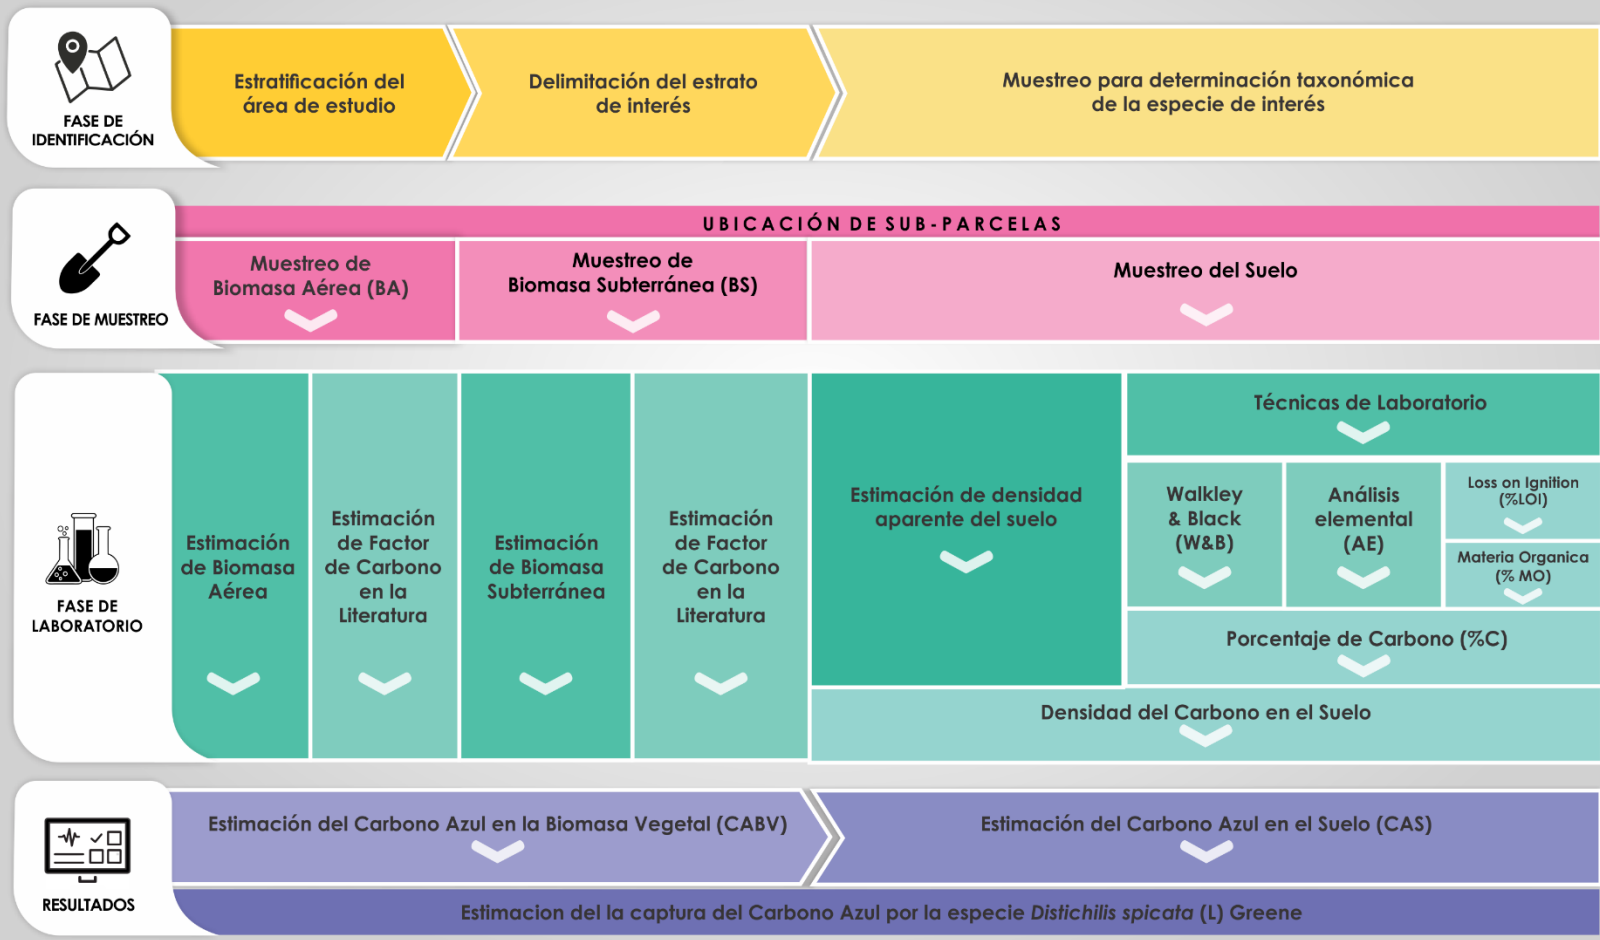 FASE DE
IDENTIFICACIÓN
Estratificación del
área de estudio
Delimitación del estrato
de interés
Muestreo para determinación taxonómica
de la especie de interés
FASE DE MUESTREO
UBICACIÓN DE SUB-PARCELAS
Muestreo de
Biomasa Aérea (BA)
Muestreo de
Biomasa Subterránea (BS)
Muestreo del Suelo
FASE DE
LABORATORIO
Estimación
de Biomasa
Aérea
Estimación
de Factor
de Carbono
en la
Literatura
Estimación
de Biomasa
Subterránea
Estimación
de Factor
de Carbono
en la
Literatura
Estimación de densidad
aparente del suelo
Técnicas de Laboratorio
Walkley
& Black
(W&B)
Análisis
elemental
(AE)
Loss on Ignition
(%LOI)
Materia Organica
(% MO)
Porcentaje de Carbono (%C)
Densidad del Carbono en el Suelo
RESULTADOS
Estimación del Carbono Azul en la Biomasa Vegetal (CABV)
Estimación del Carbono Azul en el Suelo (CAS)
Estimacion del la captura del Carbono Azul por la especie Distichilis spicata (L) Greene